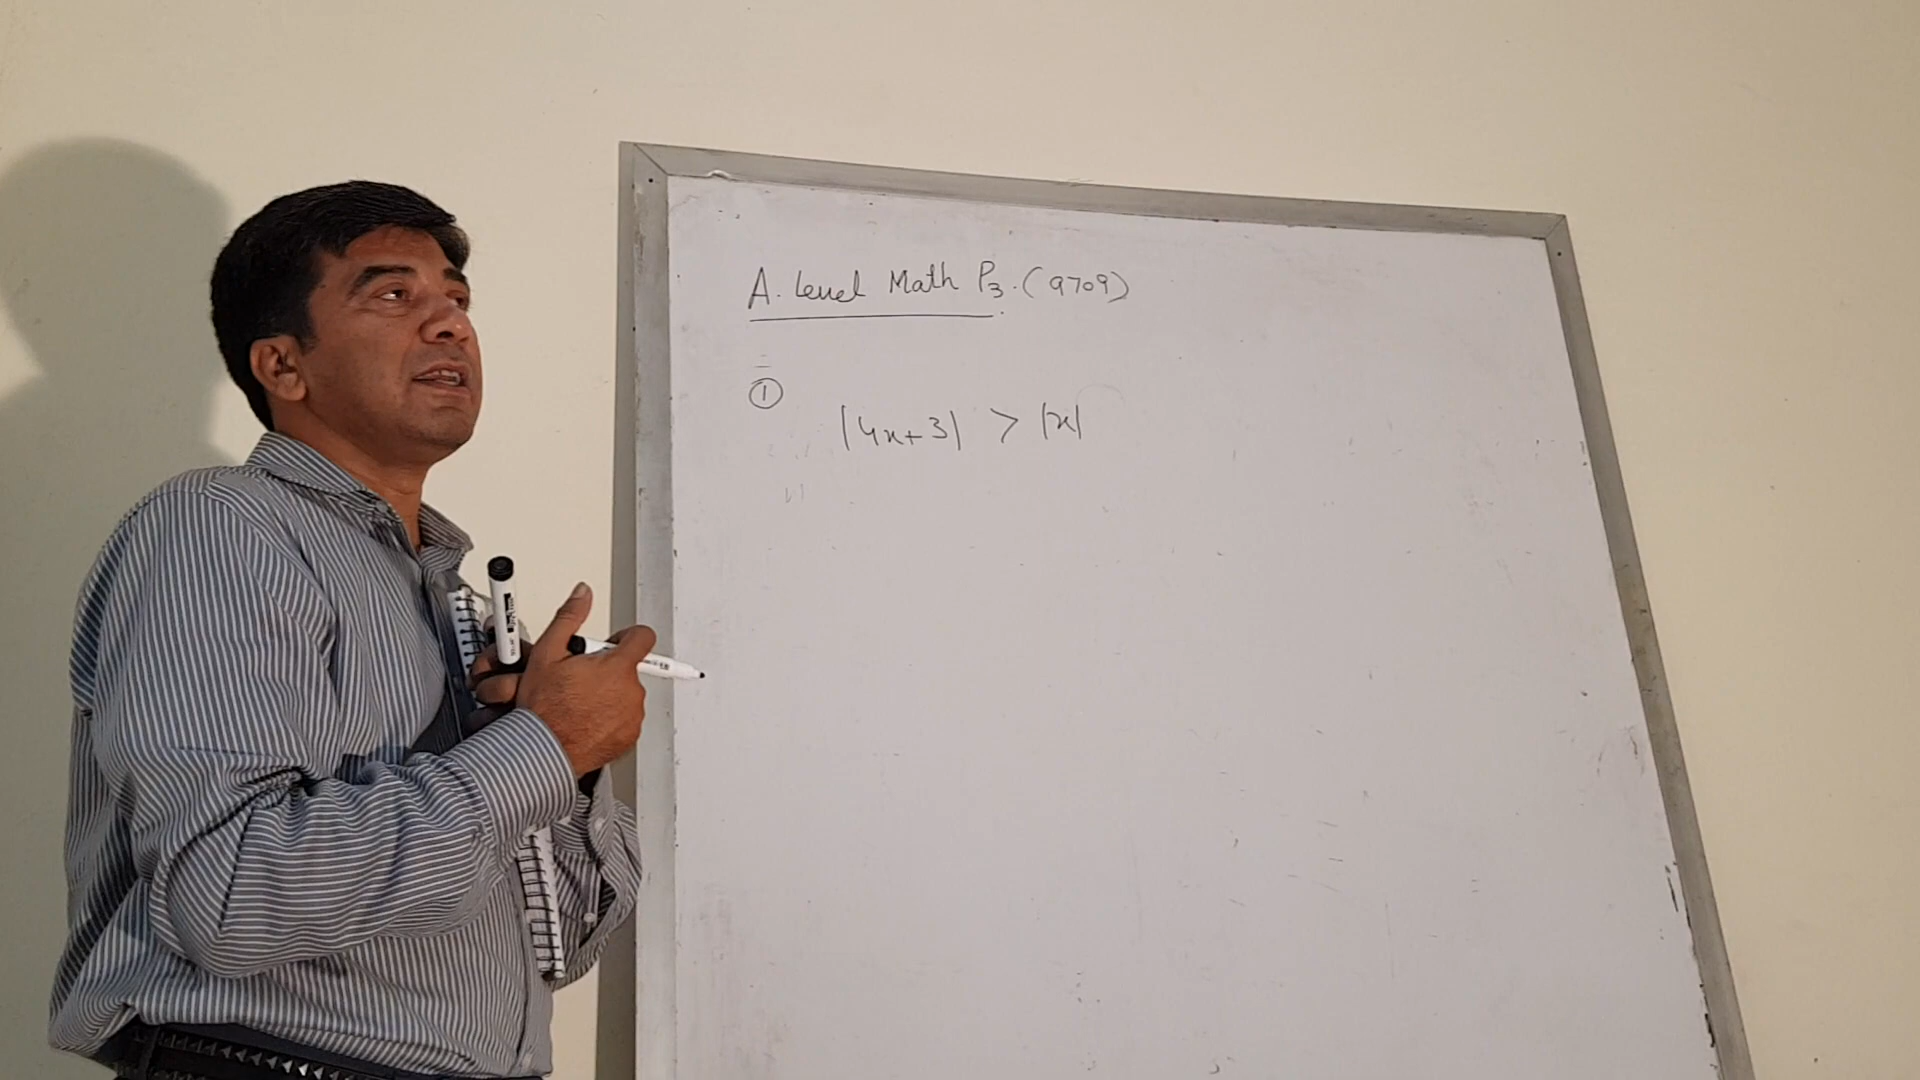 A. Level Math P3. (9709)
①
|4x+3| > |x|